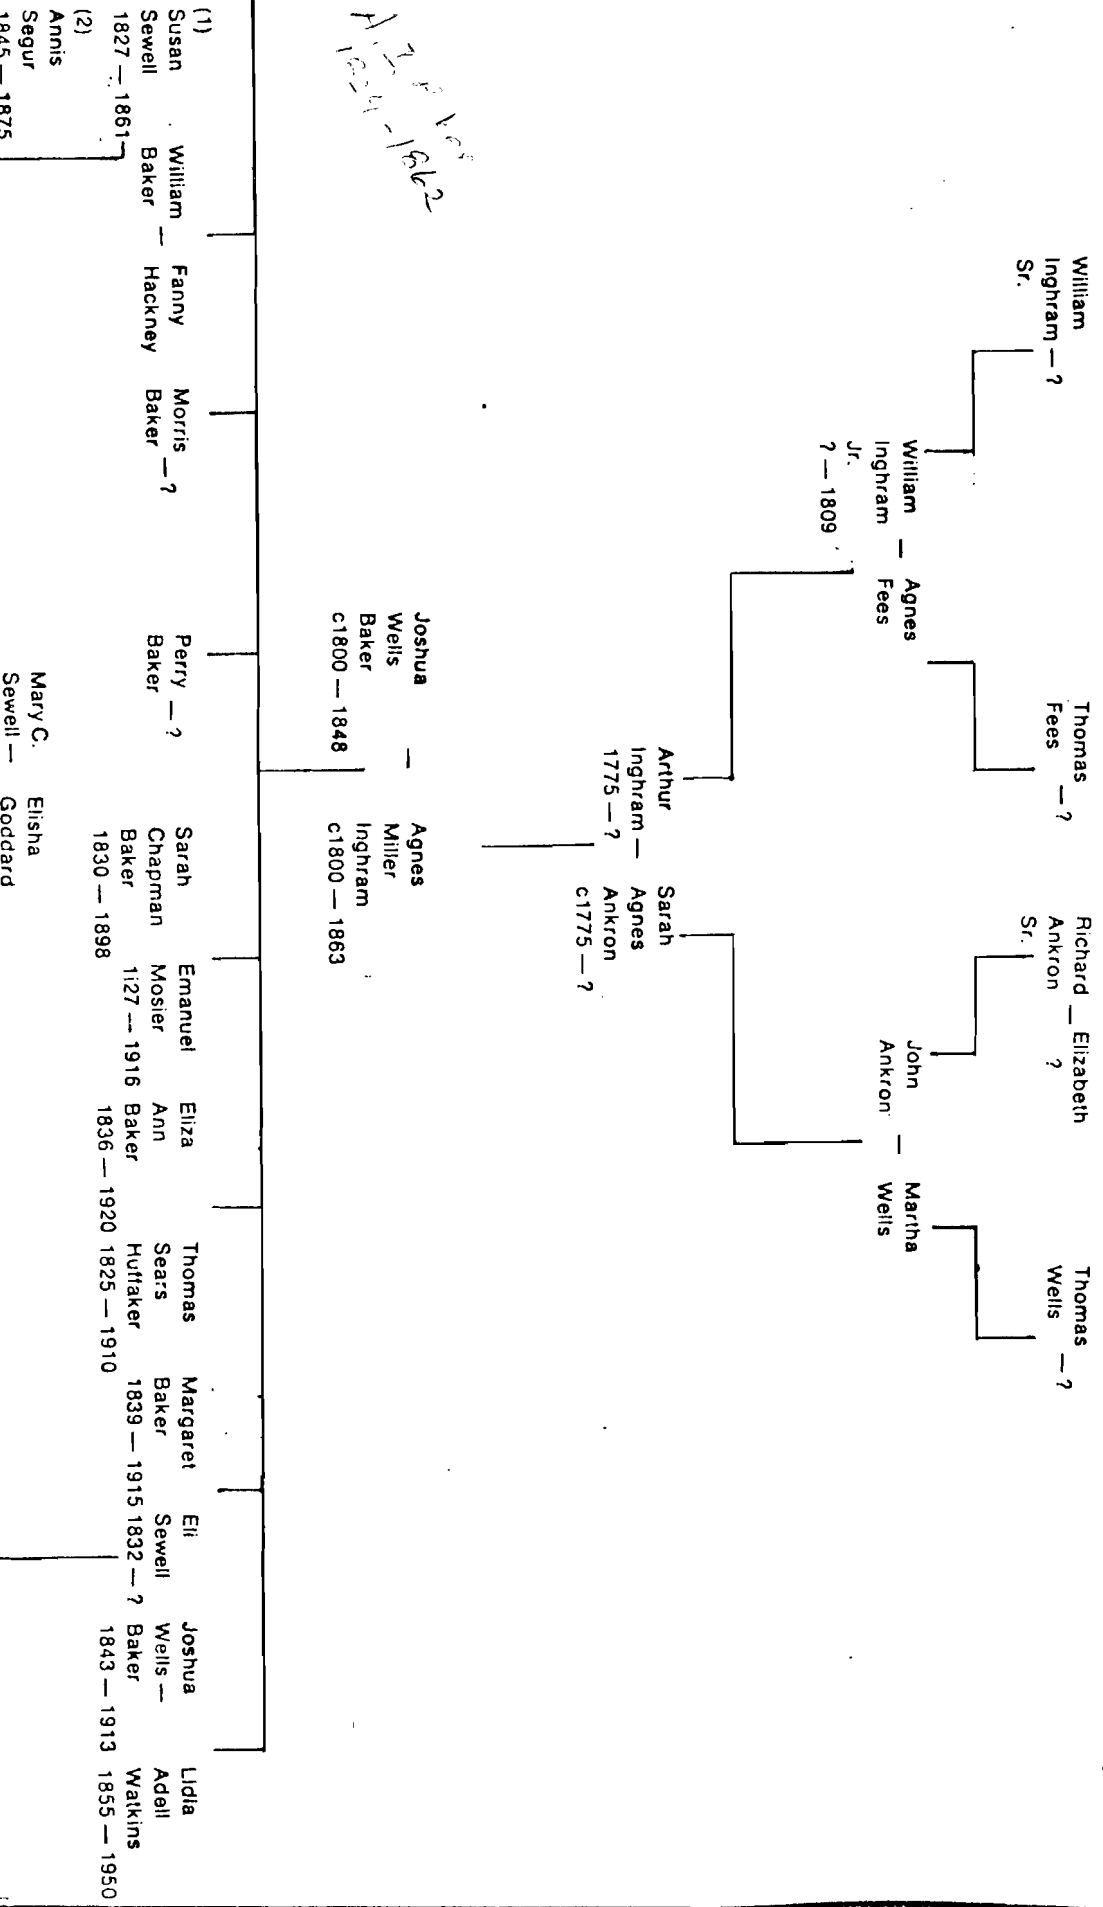 William
Inghram — ?
Sr.
Thomas — ?
Fees
Richard — Elizabeth
Ankron ?
Sr.
Thomas — ?
Wells
William — Agnes
Inghram Fees
Jr.
? — 1809
John — Martha
Ankron Wells
Arthur
Inghram —
1775 — ?
Sarah
Agnes
Ankron
c1775 — ?
Joshua
Wells —
Baker
c1800 — 1848
Agnes
Miller
Inghram
c1800 — 1863
-1862
(1)
Susan
Sewell
1827 — 1861
(2)
Annis
Segur
1845 — 1875
William —
Baker
Fanny
Hackney
Morris — ?
Baker
Perry — ?
Baker
Sarah
Chapman
Baker
1830 — 1898
Emanuel
Mosier
1i27 — 1916
Eliza
Ann
Baker
1836 — 1920
Thomas
Sears
Huffaker
1825 — 1910
Margaret
Baker
1839 — 1915
Eli
Sewell
1832 — ?
Joshua
Wells —
Baker
1843 — 1913
Lidia
Adell
Watkins
1855 — 1950
Mary C.
Sewell —
Elisha
Goddard